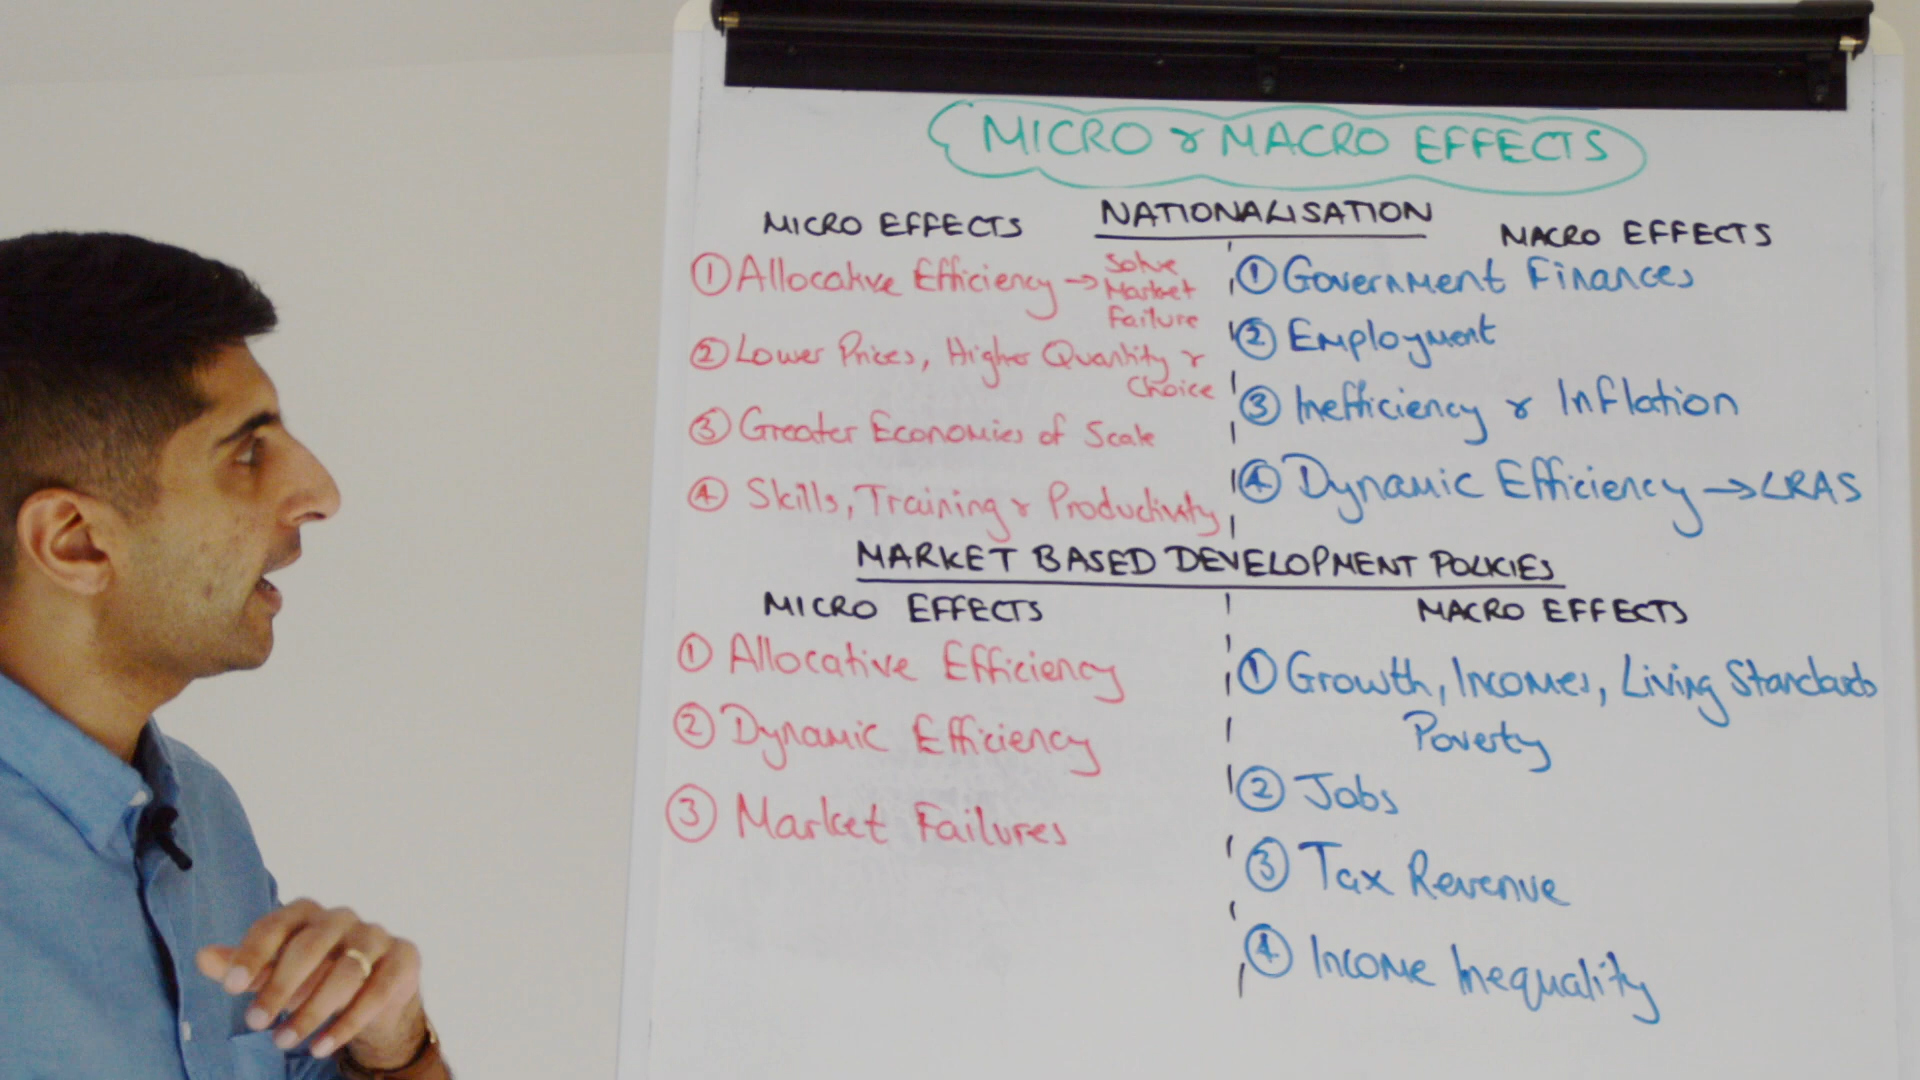 MICRO & MACRO EFFECTS
NATIONALISATION
MICRO EFFECTS
① Allocative Efficiency → Solve
Market
Failure
② Lower Prices, Higher Quantity &
Choice
③ Greater Economies of Scale
④ Skills, Training & Productivity
MACRO EFFECTS
① Government Finances
② Employment
③ Inefficiency & Inflation
④ Dynamic Efficiency → LRAS
MARKET BASED DEVELOPMENT POLICIES
MICRO EFFECTS
① Allocative Efficiency
② Dynamic Efficiency
③ Market Failures
MACRO EFFECTS
① Growth, Incomes, Living Standards
Poverty
② Jobs
③ Tax Revenue
④ Income Inequality